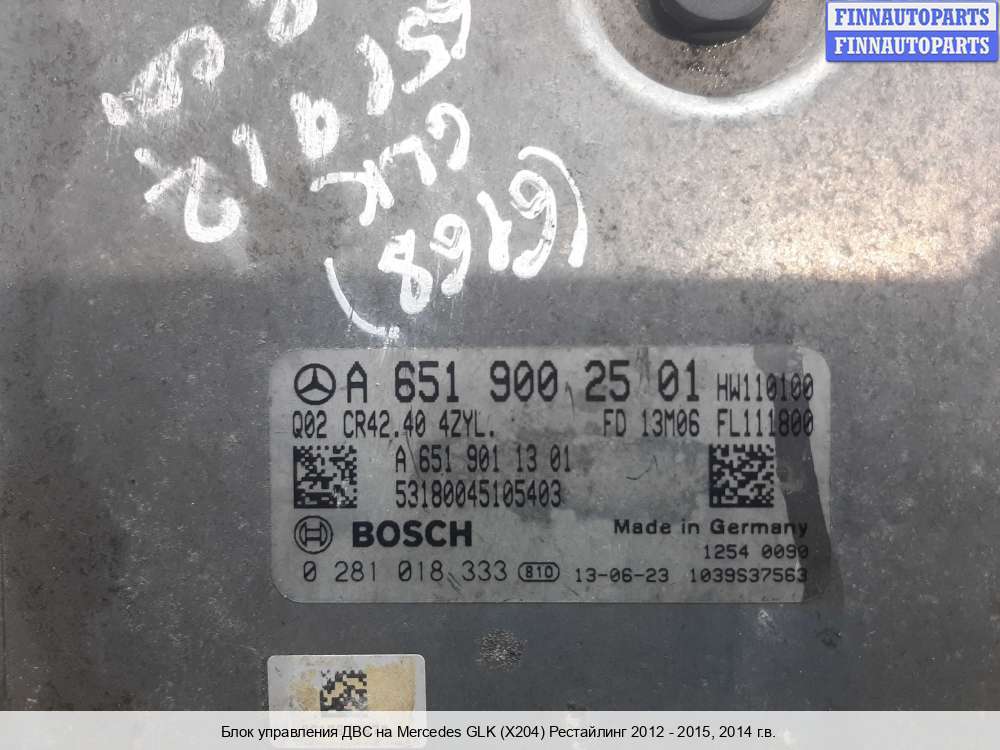 FINNAUTOPARTS
FINNAUTOPARTS
GLK
(6168)
A 651 900 25 01 HW110100
Q02 CR42.40 4ZYL. FD 13M06 FL111800
A 651 901 13 01
53180045105403
BOSCH Made in Germany
1254 0090
0 281 018 333 810 13-06-23 1039S37563
Блок управления ДВС на Mercedes GLK (X204) Рестайлинг 2012 - 2015, 2014 г.в.